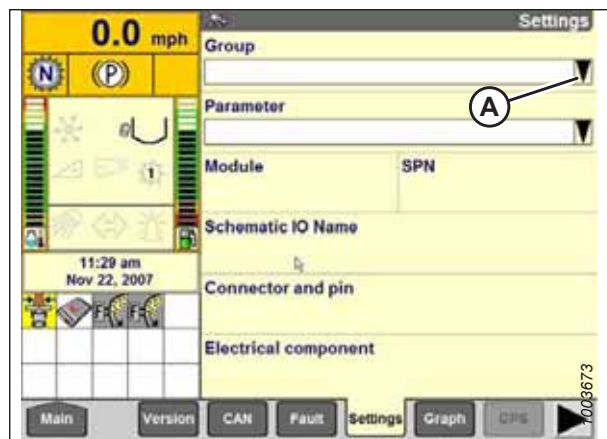 0.0 mph
Settings
N
P
Group
A
Parameter
1
Module
SPN
Schematic IO Name
11:29 am
Nov 22, 2007
Connector and pin
F
F
Electrical component
Main
Version
CAN
Fault
Settings
Graph
GPS
1003673